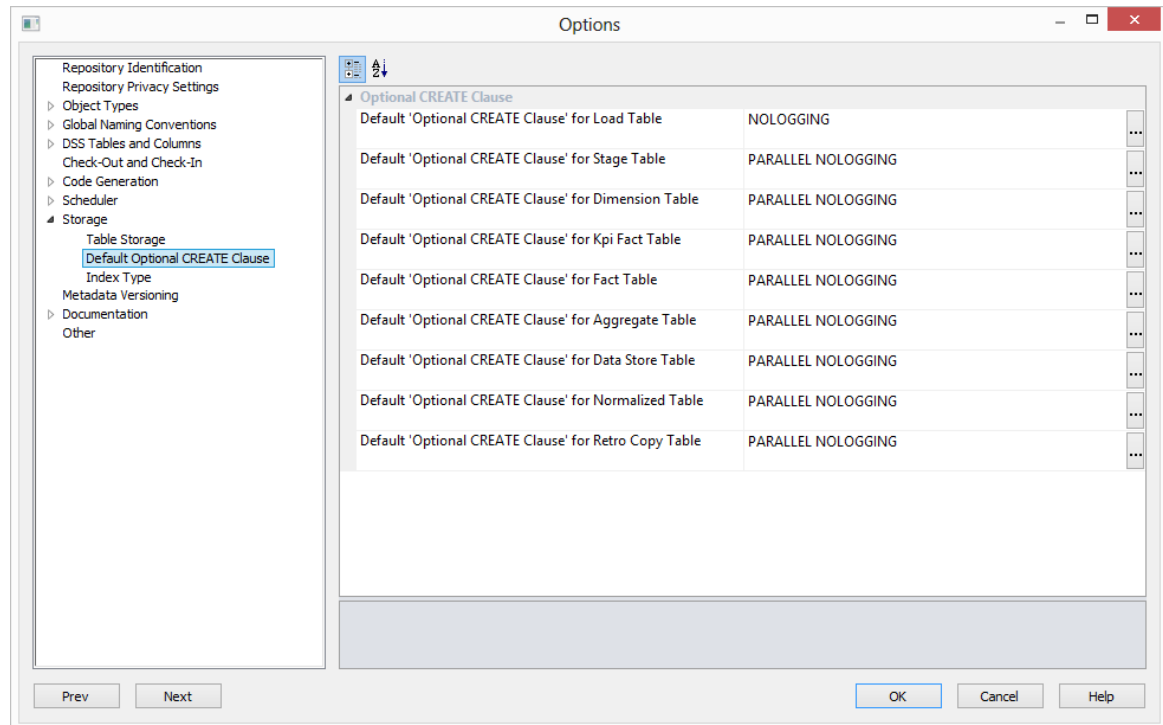 Options
Repository Identification
Repository Privacy Settings
Object Types
Global Naming Conventions
DSS Tables and Columns
Check-Out and Check-In
Code Generation
Scheduler
Storage
Table Storage
Default Optional CREATE Clause
Index Type
Metadata Versioning
Documentation
Other
Optional CREATE Clause
Default 'Optional CREATE Clause' for Load Table NOLOGGING ...
Default 'Optional CREATE Clause' for Stage Table PARALLEL NOLOGGING ...
Default 'Optional CREATE Clause' for Dimension Table PARALLEL NOLOGGING ...
Default 'Optional CREATE Clause' for Kpi Fact Table PARALLEL NOLOGGING ...
Default 'Optional CREATE Clause' for Fact Table PARALLEL NOLOGGING ...
Default 'Optional CREATE Clause' for Aggregate Table PARALLEL NOLOGGING ...
Default 'Optional CREATE Clause' for Data Store Table PARALLEL NOLOGGING ...
Default 'Optional CREATE Clause' for Normalized Table PARALLEL NOLOGGING ...
Default 'Optional CREATE Clause' for Retro Copy Table PARALLEL NOLOGGING ...
Prev Next OK Cancel Help